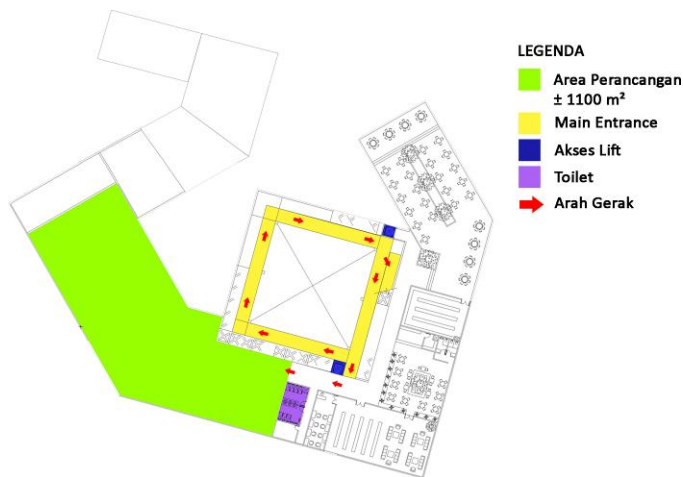 LEGENDA
Area Perancangan
± 1100 m²
Main Entrance
Akses Lift
Toilet
Arah Gerak